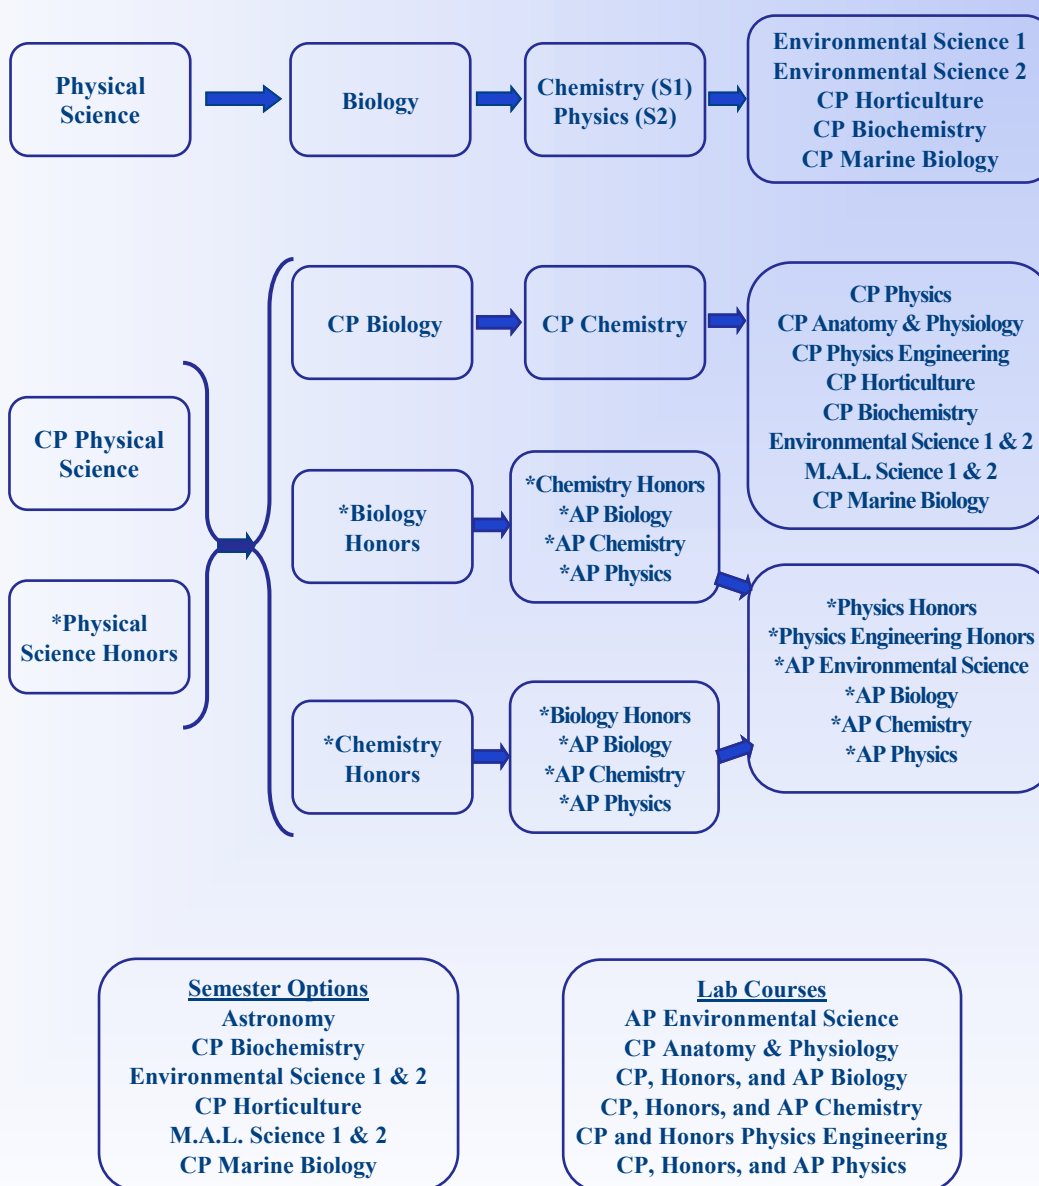 Physical
Science
Biology
Chemistry (S1)
Physics (S2)
Environmental Science 1
Environmental Science 2
CP Horticulture
CP Biochemistry
CP Marine Biology
CP Physical
Science
*Physical
Science Honors
CP Biology
CP Chemistry
CP Physics
CP Anatomy & Physiology
CP Physics Engineering
CP Horticulture
CP Biochemistry
Environmental Science 1 & 2
M.A.L. Science 1 & 2
CP Marine Biology
*Biology
Honors
*Chemistry Honors
*AP Biology
*AP Chemistry
*AP Physics
*Chemistry
Honors
*Biology Honors
*AP Biology
*AP Chemistry
*AP Physics
*Physics Honors
*Physics Engineering Honors
*AP Environmental Science
*AP Biology
*AP Chemistry
*AP Physics
Semester Options
Astronomy
CP Biochemistry
Environmental Science 1 & 2
CP Horticulture
M.A.L. Science 1 & 2
CP Marine Biology
Lab Courses
AP Environmental Science
CP Anatomy & Physiology
CP, Honors, and AP Biology
CP, Honors, and AP Chemistry
CP and Honors Physics Engineering
CP, Honors, and AP Physics